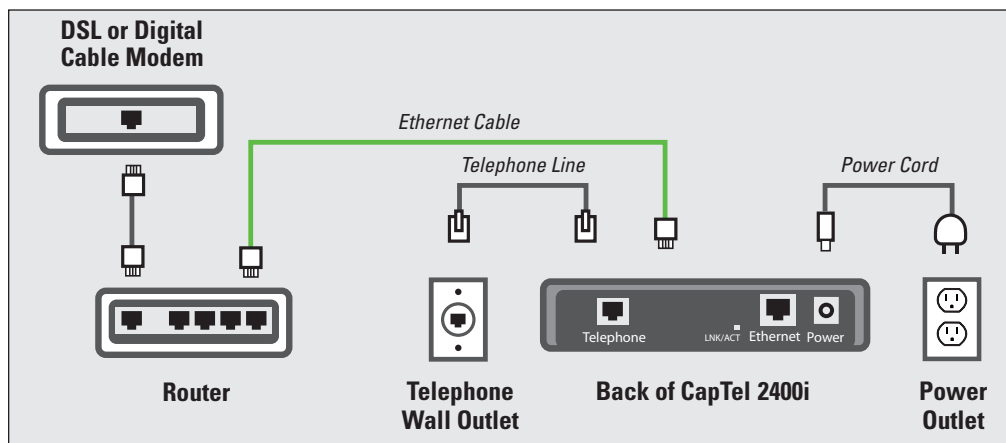 DSL or Digital
Cable Modem
Ethernet Cable
Telephone Line
Power Cord
Telephone
LNK/ACT
Ethernet
Power
Router
Telephone
Wall Outlet
Back of CapTel 2400i
Power
Outlet